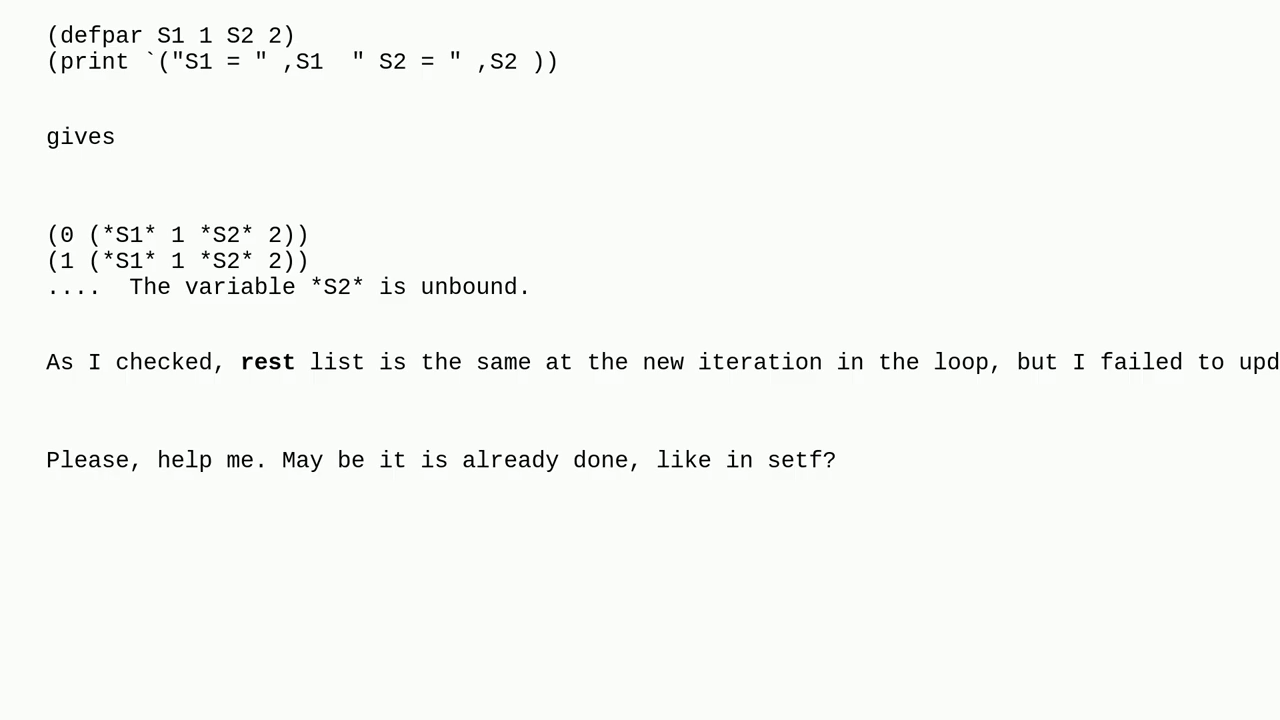 (defpar S1 1 S2 2)
(print `("S1 = " ,S1  " S2 = " ,S2 ))
gives
(0 (*S1* 1 *S2* 2))
(1 (*S1* 1 *S2* 2))
....  The variable *S2* is unbound.
As I checked, rest list is the same at the new iteration in the loop, but I failed to upd
Please, help me. May be it is already done, like in setf?